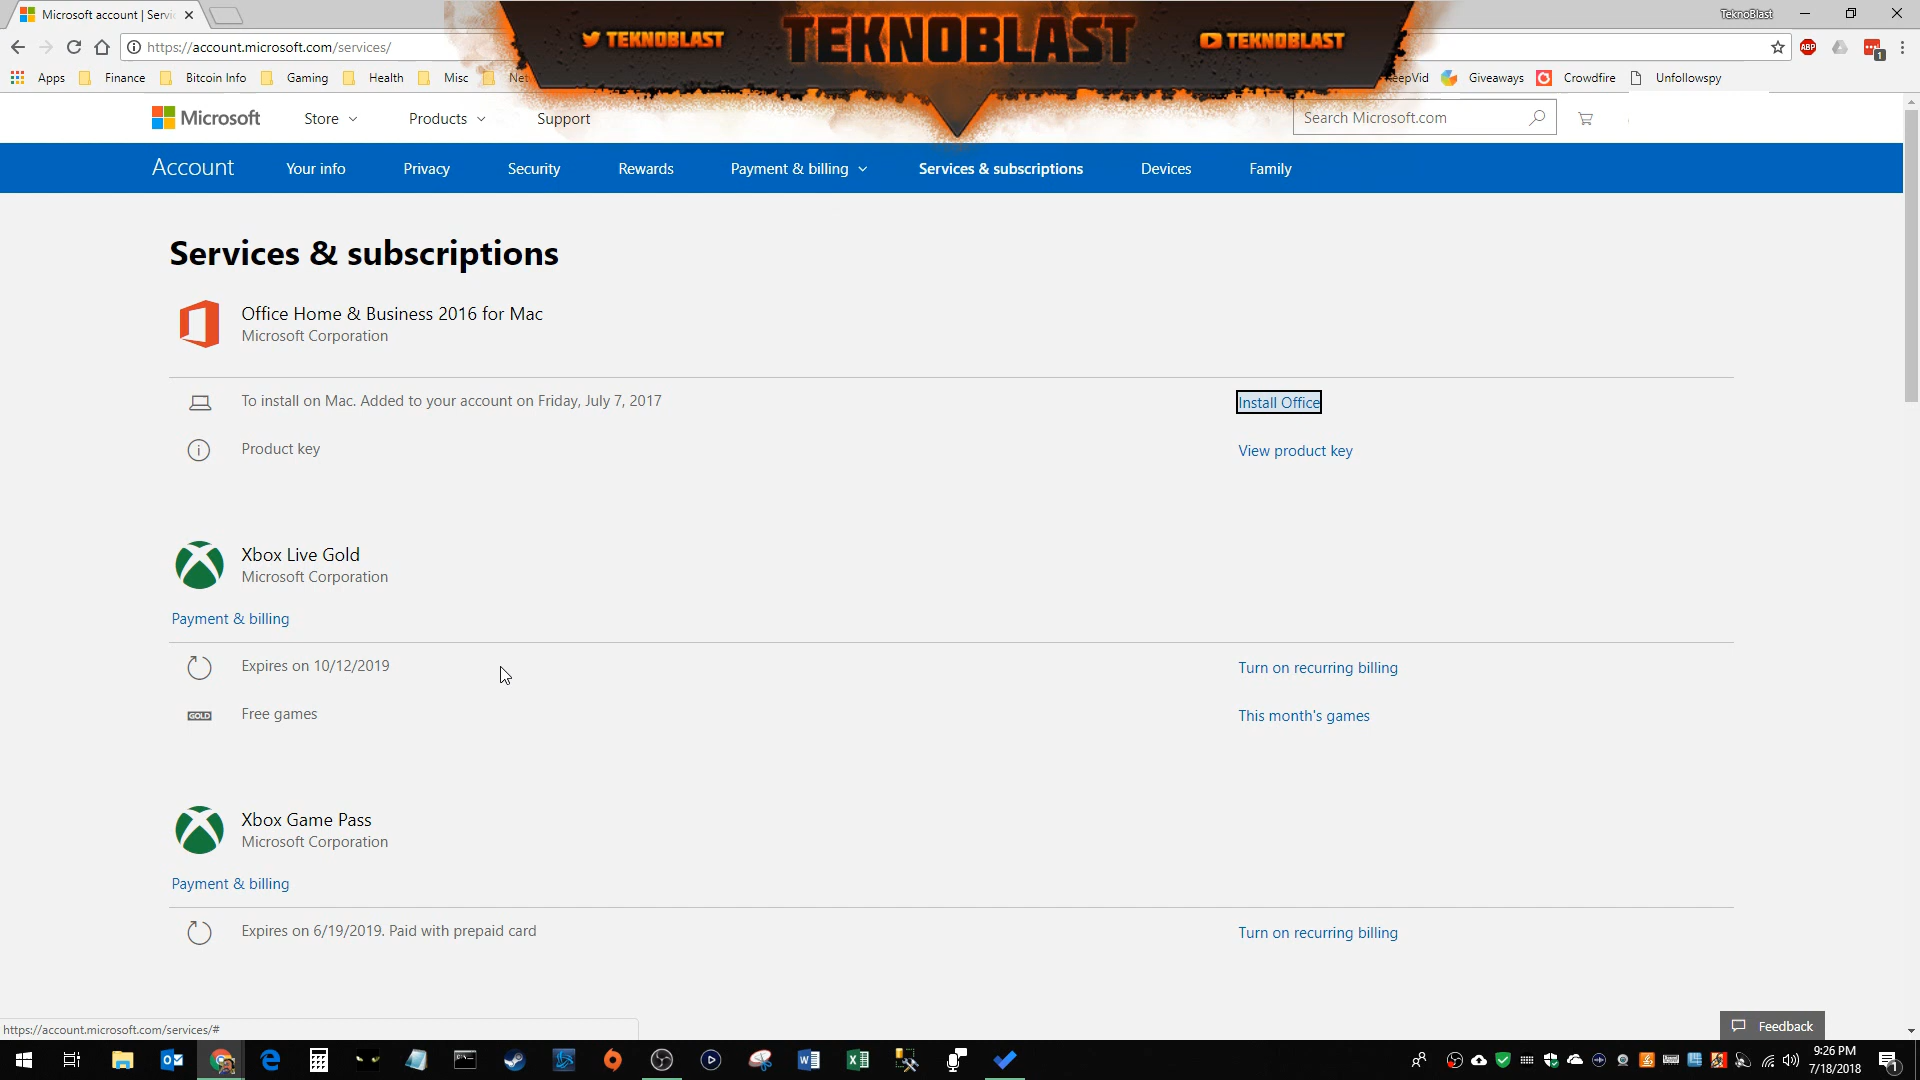 Microsoft account | Servi
TeknoBlast
https://account.microsoft.com/services/
TEKNOBLAST
TEKNOBLAST
TEKNOBLAST
ABP
1
Apps
Finance
Bitcoin Info
Gaming
Health
Misc
Net
eepVid
Giveaways
Crowdfire
Unfollowspy
Microsoft
Store
Products
Support
Search Microsoft.com
Account
Your info
Privacy
Security
Rewards
Payment & billing
Services & subscriptions
Devices
Family
Services & subscriptions
Office Home & Business 2016 for Mac
Microsoft Corporation
To install on Mac. Added to your account on Friday, July 7, 2017
Install Office
Product key
View product key
Xbox Live Gold
Microsoft Corporation
Payment & billing
Expires on 10/12/2019
Turn on recurring billing
GOLD
Free games
This month's games
Xbox Game Pass
Microsoft Corporation
Payment & billing
Expires on 6/19/2019. Paid with prepaid card
Turn on recurring billing
https://account.microsoft.com/services/#
Feedback
9:26 PM
7/18/2018
1